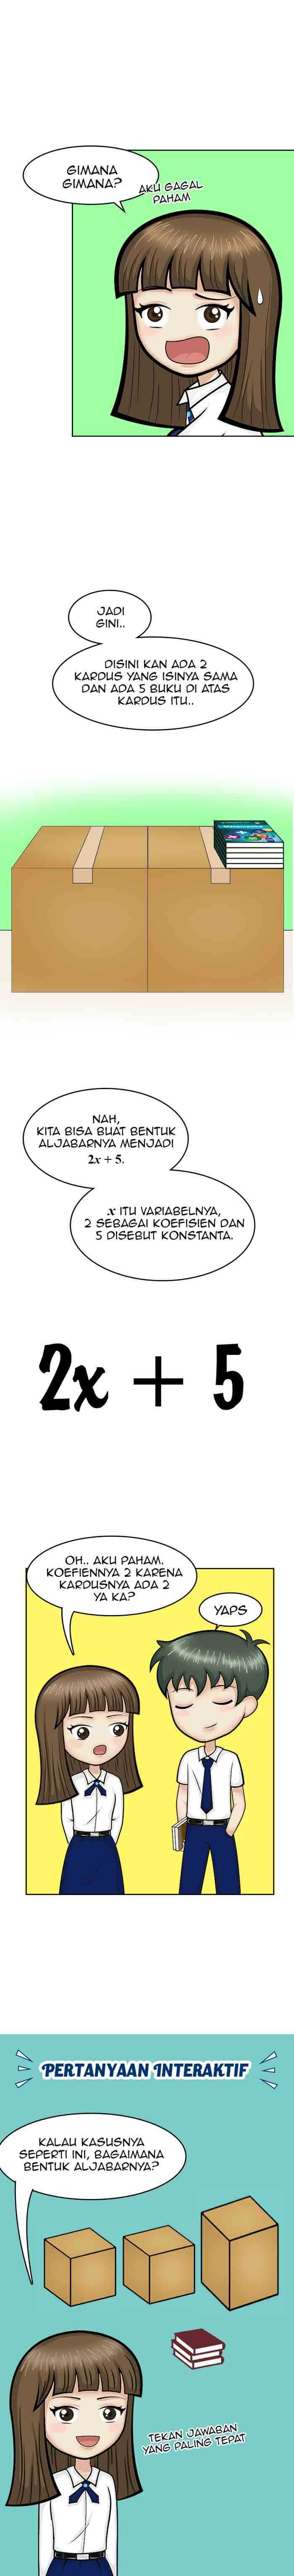 GIMANA
GIMANA?
AKU GAGAL
PAHAM
JADI
GINI..
DISINI KAN ADA 2
KARDUS YANG ISINYA SAMA
DAN ADA 5 BUKU DI ATAS
KARDUS ITU..
NAH,
KITA BISA BUAT BENTUK
ALJABARNYA MENJADI
2x + 5.
x ITU VARIABELNYA,
2 SEBAGAI KOEFISIEN DAN
5 DISEBUT KONSTANTA.
2x + 5
OH.. AKU PAHAM.
KOEFIENNYA 2 KARENA
KARDUSNYA ADA 2
YA KA?
YAPS
PERTANYAAN INTERAKTIF
KALAU KASUSNYA
SEPERTI INI, BAGAIMANA
BENTUK ALJABARNYA?
TEKAN JAWABAN
YANG PALING TEPAT